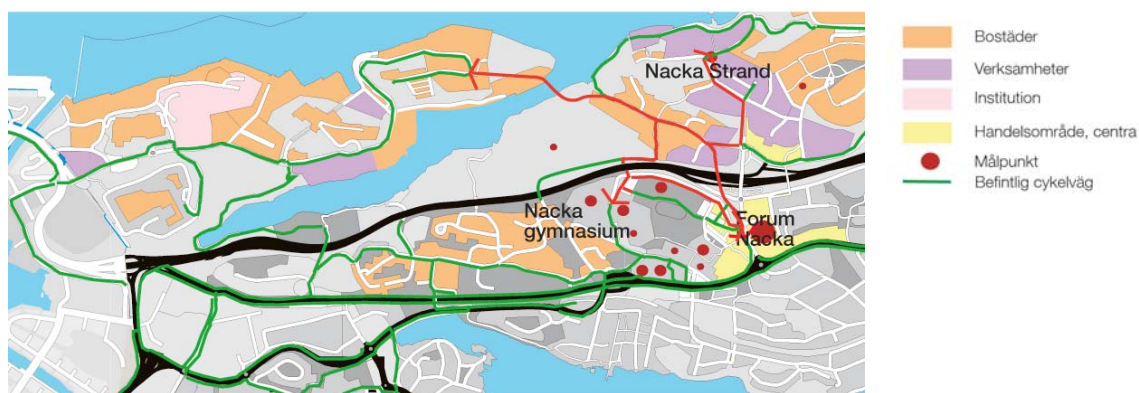 Nacka Strand
Nacka
gymnasium
Forum
Nacka
Bostäder
Verksamheter
Institution
Handelsområde, centra
Målpunkt
Befintlig cykelväg